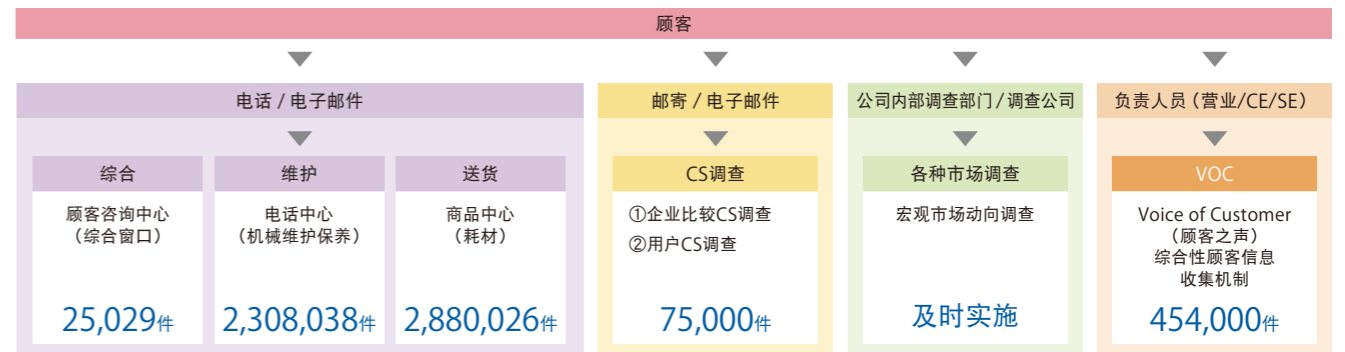 顾客
电话 / 电子邮件
综合
顾客咨询中心
（综合窗口）
25,029件
维护
电话中心
（机械维护保养）
2,308,038件
送货
商品中心
（耗材）
2,880,026件
邮寄 / 电子邮件
CS调查
①企业比较CS调查
②用户CS调查
75,000件
公司内部调查部门 / 调查公司
各种市场调查
宏观市场动向调查
及时实施
负责人员（营业/CE/SE）
VOC
Voice of Customer
（顾客之声）
综合性顾客信息
收集机制
454,000件